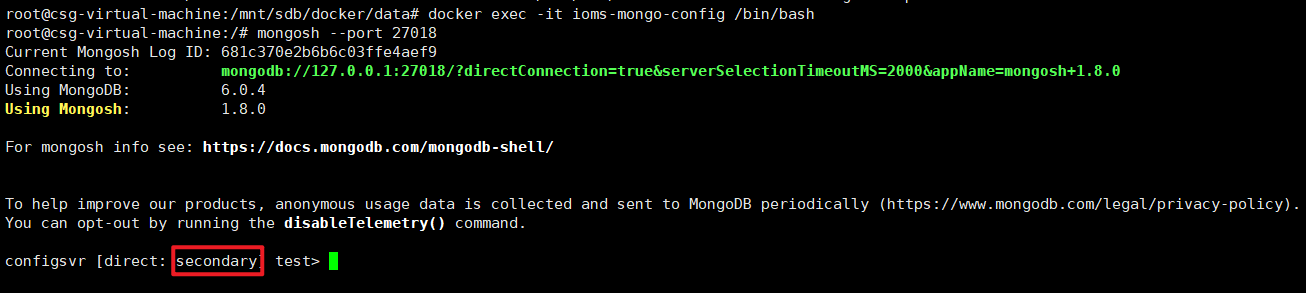 root@csg-virtual-machine:/mnt/sdb/docker/data# docker exec -it ioms-mongo-config /bin/bash
root@csg-virtual-machine:/# mongosh --port 27018
Current Mongosh Log ID: 681c370e2b6b6c03ffe4aef9
Connecting to: mongodb://127.0.0.1:27018/?directConnection=true&serverSelectionTimeoutMS=2000&appName=mongosh+1.8.0
Using MongoDB: 6.0.4
Using Mongosh: 1.8.0
For mongosh info see: https://docs.mongodb.com/mongodb-shell/
To help improve our products, anonymous usage data is collected and sent to MongoDB periodically (https://www.mongodb.com/legal/privacy-policy).
You can opt-out by running the disableTelemetry() command.
configsvr [direct: secondary] test>